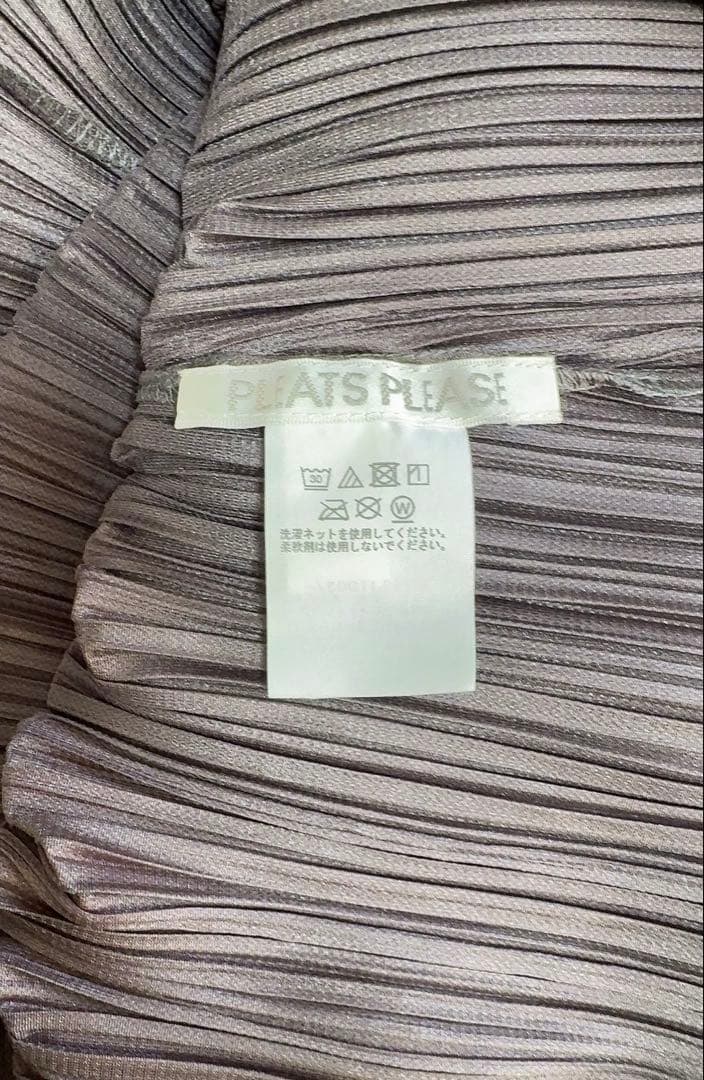 PLEATS PLEASE
30
W
洗濯ネットを使用してください。
柔軟剤は使用しないでください。